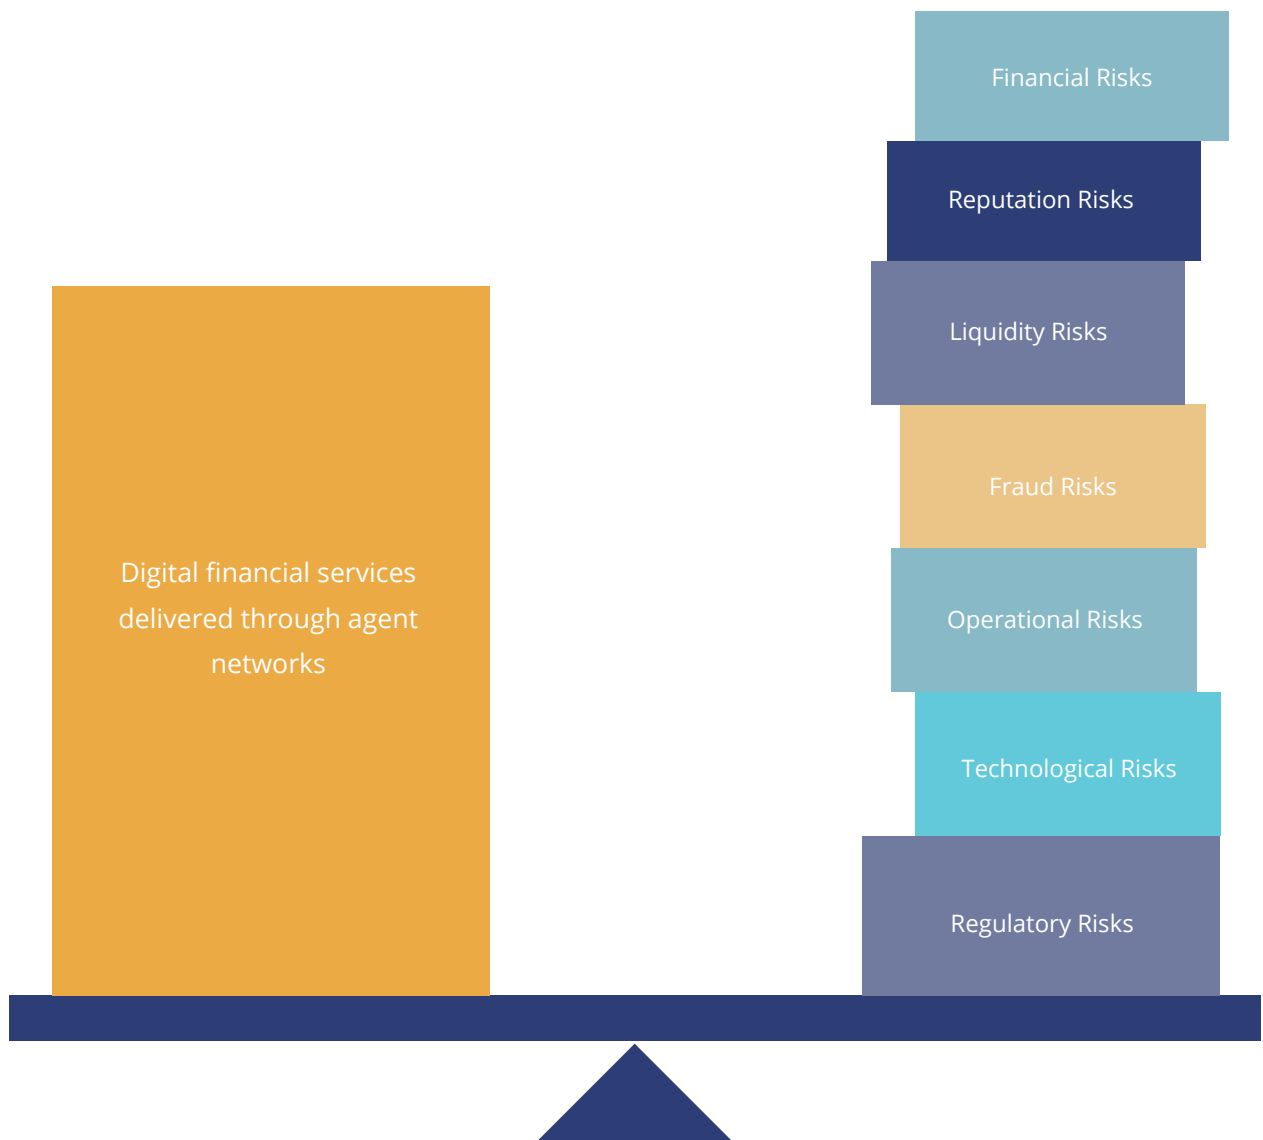 Financial Risks
Reputation Risks
Liquidity Risks
Fraud Risks
Digital financial services
delivered through agent
networks
Operational Risks
Technological Risks
Regulatory Risks